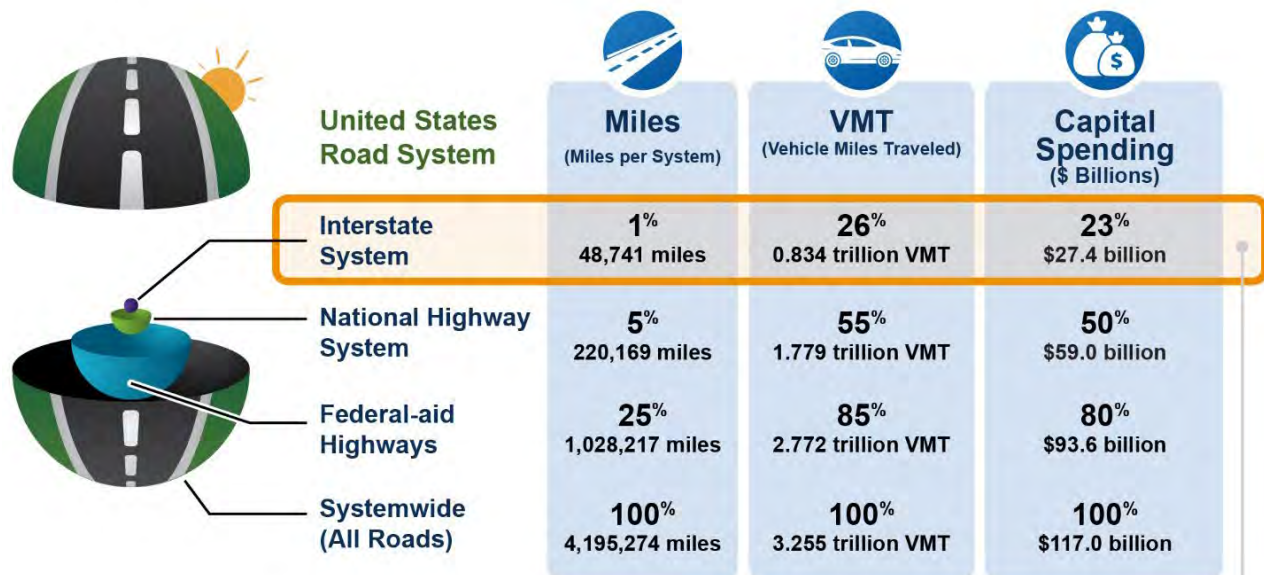 United States
Road System
Miles
(Miles per System)
VMT
(Vehicle Miles Traveled)
Capital
Spending
($ Billions)
$
Interstate
System
1%
48,741 miles
26%
0.834 trillion VMT
23%
$27.4 billion
National Highway
System
5%
220,169 miles
55%
1.779 trillion VMT
50%
$59.0 billion
Federal-aid
Highways
25%
1,028,217 miles
85%
2.772 trillion VMT
80%
$93.6 billion
Systemwide
(All Roads)
100%
4,195,274 miles
100%
3.255 trillion VMT
100%
$117.0 billion